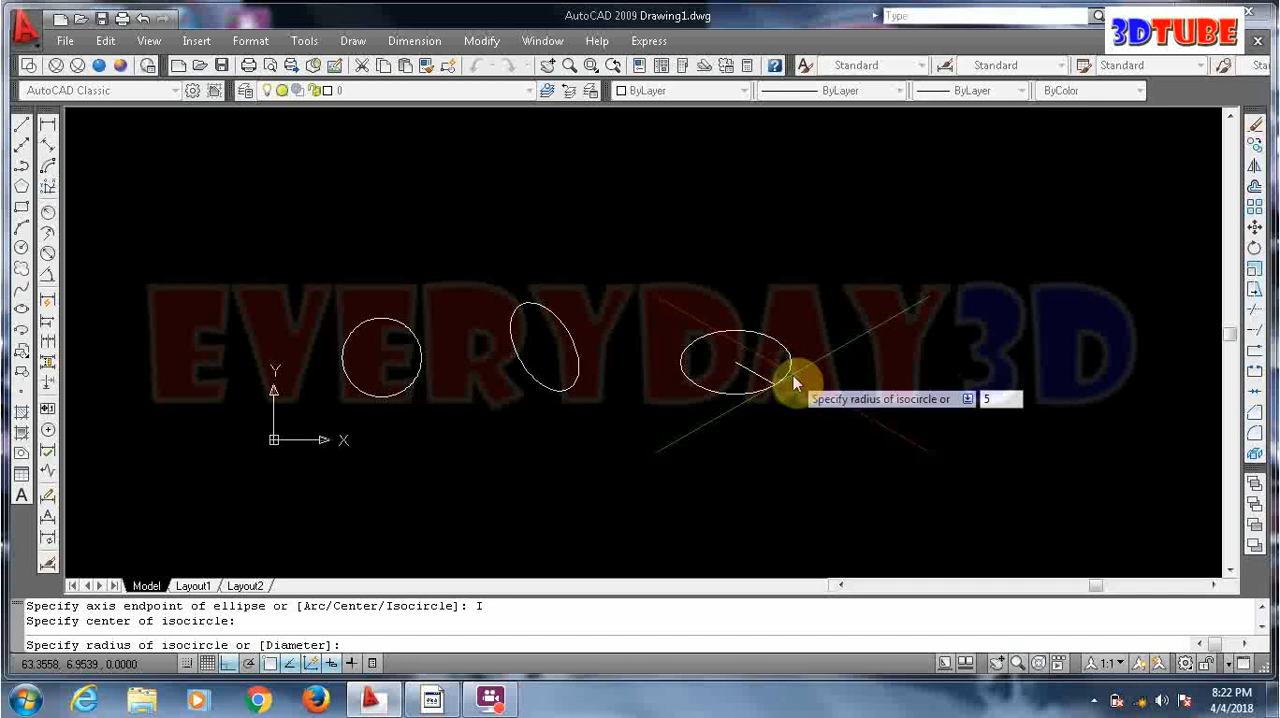 AutoCAD 2009 Drawing1.dwg
Type
3DTUBE
File Edit View Insert Format Tools Draw Dimension Modify Window Help Express
Standard Standard Standard
AutoCAD Classic 0 ByLayer ByLayer ByLayer ByColor
EVERYDAY3D
Y
X
Specify radius of isocircle or 5
Model Layout1 Layout2
Specify axis endpoint of ellipse or [Arc/Center/Isocircle]: I
Specify center of isocircle:
Specify radius of isocircle or [Diameter]:
63.3558, 6.9539, 0.0000
1:1
8:22 PM
4/4/2018